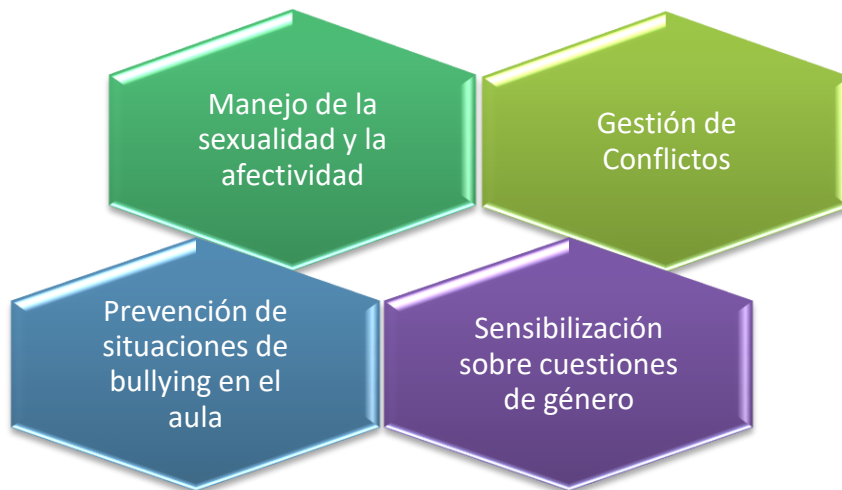 Manejo de la
sexualidad y la
afectividad
Gestión de
Conflictos
Prevención de
situaciones de
bullying en el
aula
Sensibilización
sobre cuestiones
de género